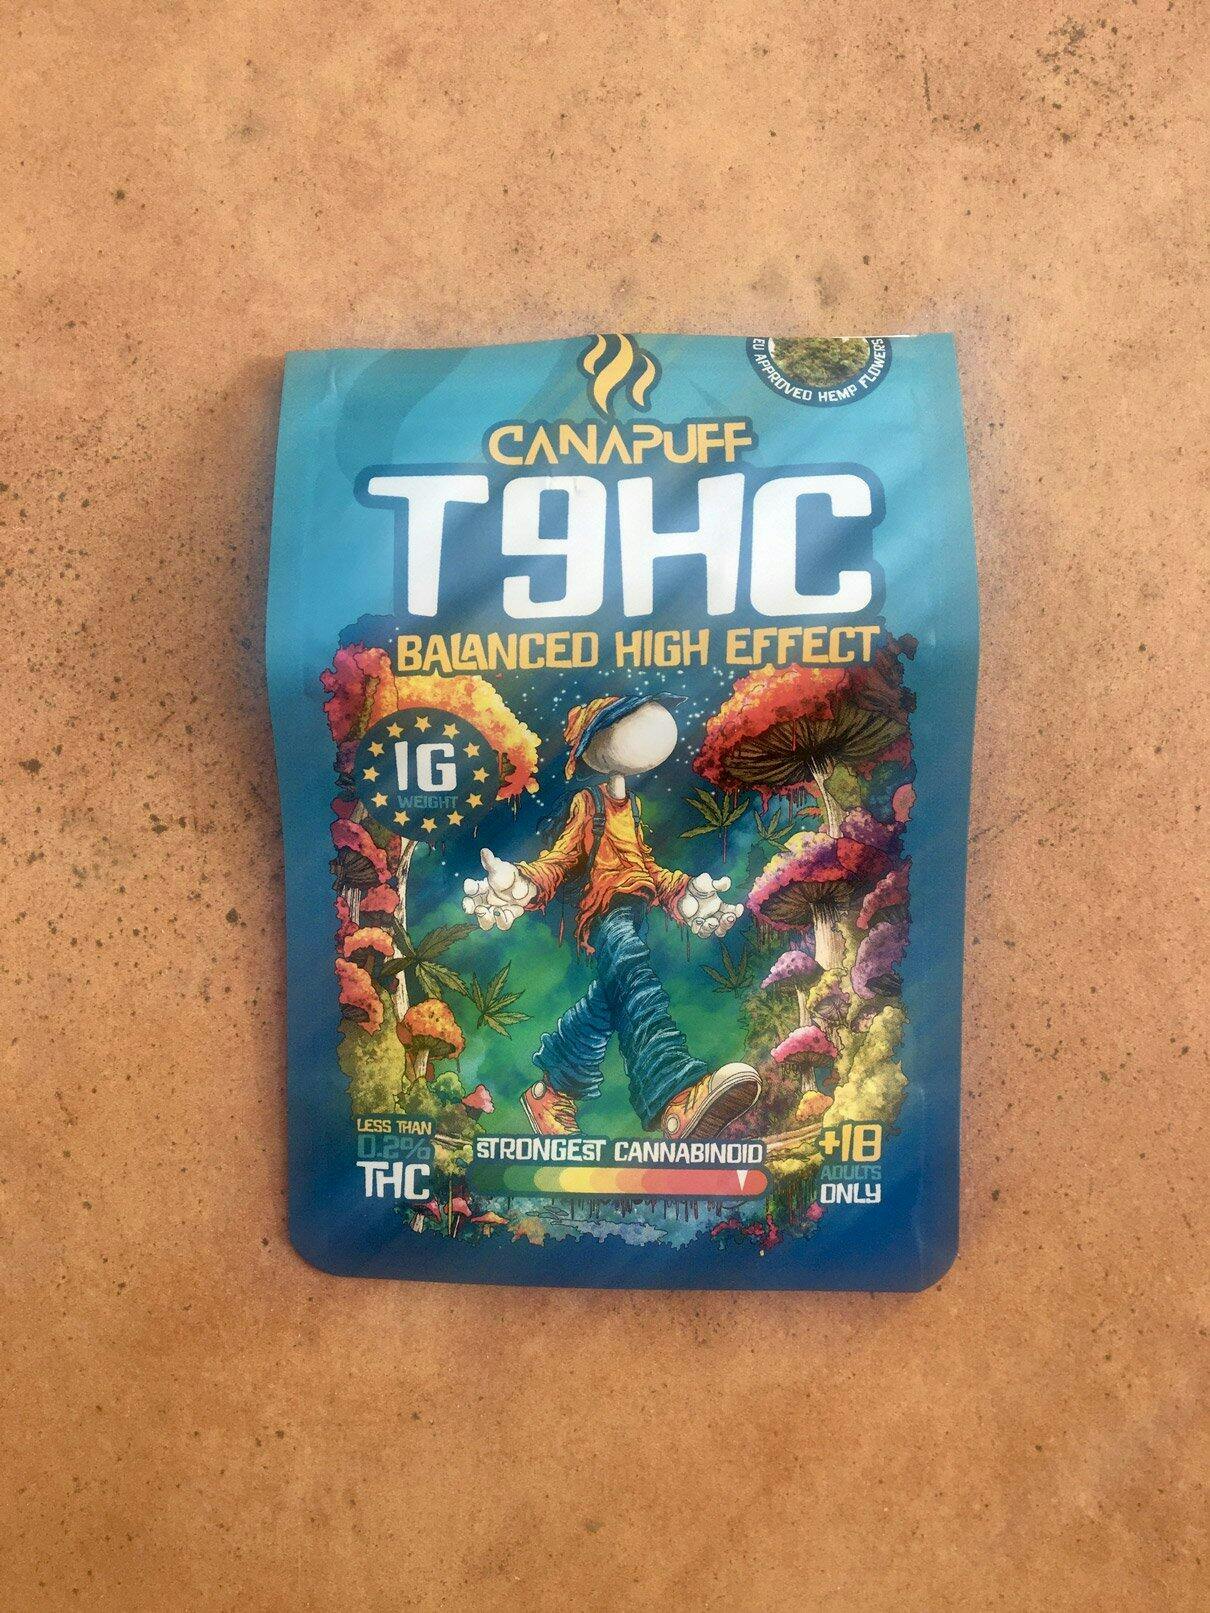 EU APPROVED HEMP FLOWERS
CANAPUFF
T9HC
BALANCED HIGH EFFECT
1G
WEIGHT
LESS THAN
0.2%
THC
STRONGEST CANNABINOID
+18
ADULTS
ONLY